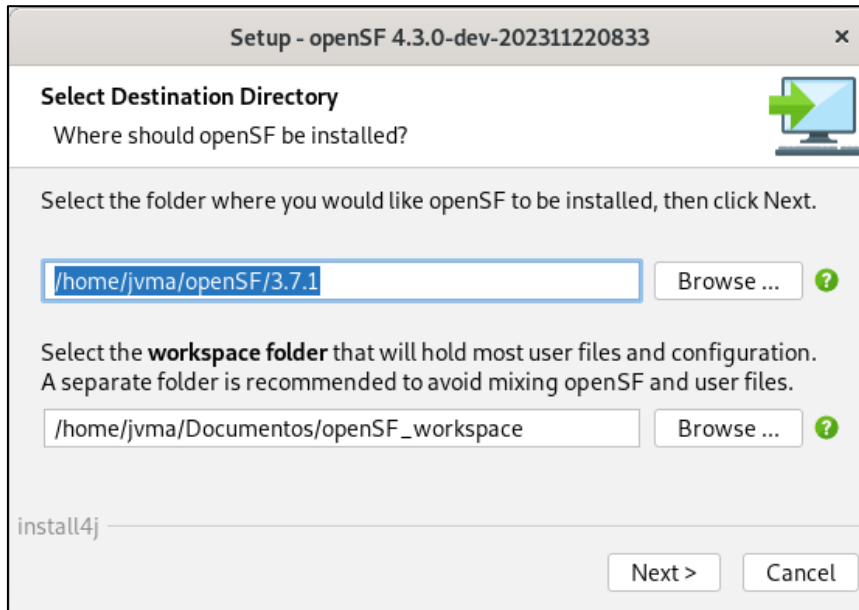 Setup - openSF 4.3.0-dev-202311220833 ×
Select Destination Directory
Where should openSF be installed?
Select the folder where you would like openSF to be installed, then click Next.
/home/jvma/openSF/3.7.1 Browse ... ?
Select the workspace folder that will hold most user files and configuration.
A separate folder is recommended to avoid mixing openSF and user files.
/home/jvma/Documentos/openSF_workspace Browse ... ?
install4j
Next > Cancel